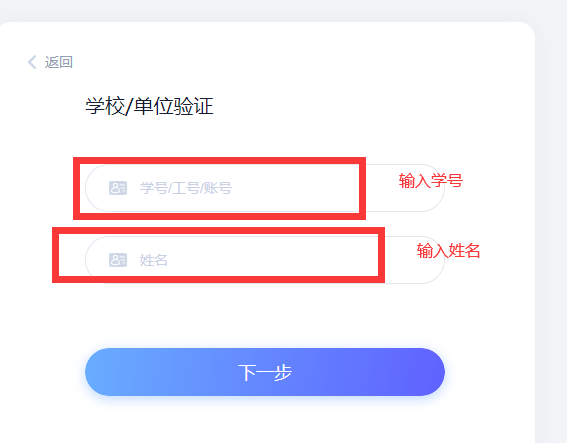 返回
学校/单位验证
学号/工号/账号
输入学号
姓名
输入姓名
下一步